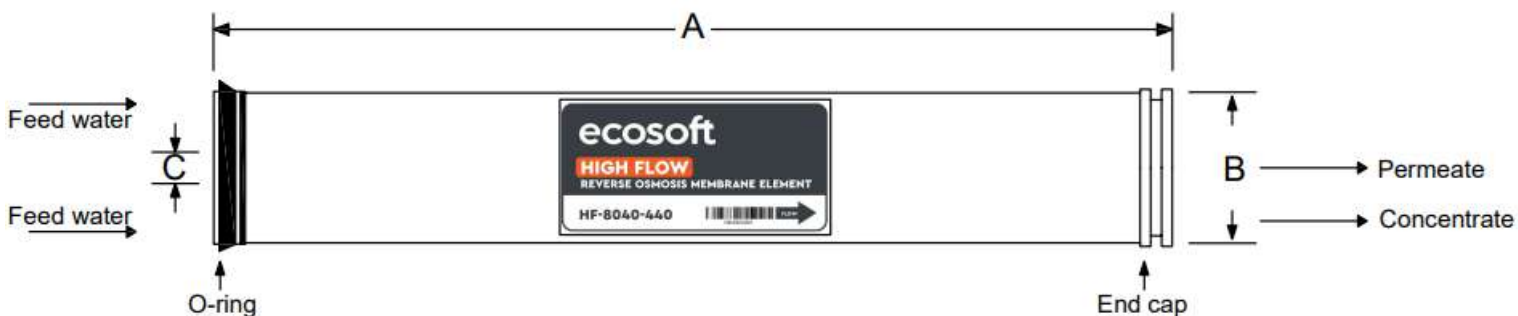 A
Feed water
C
Feed water
ecosoft
HIGH FLOW
REVERSE OSMOSIS MEMBRANE ELEMENT
HF-8040-440
FLOW
B
Permeate
Concentrate
O-ring
End cap